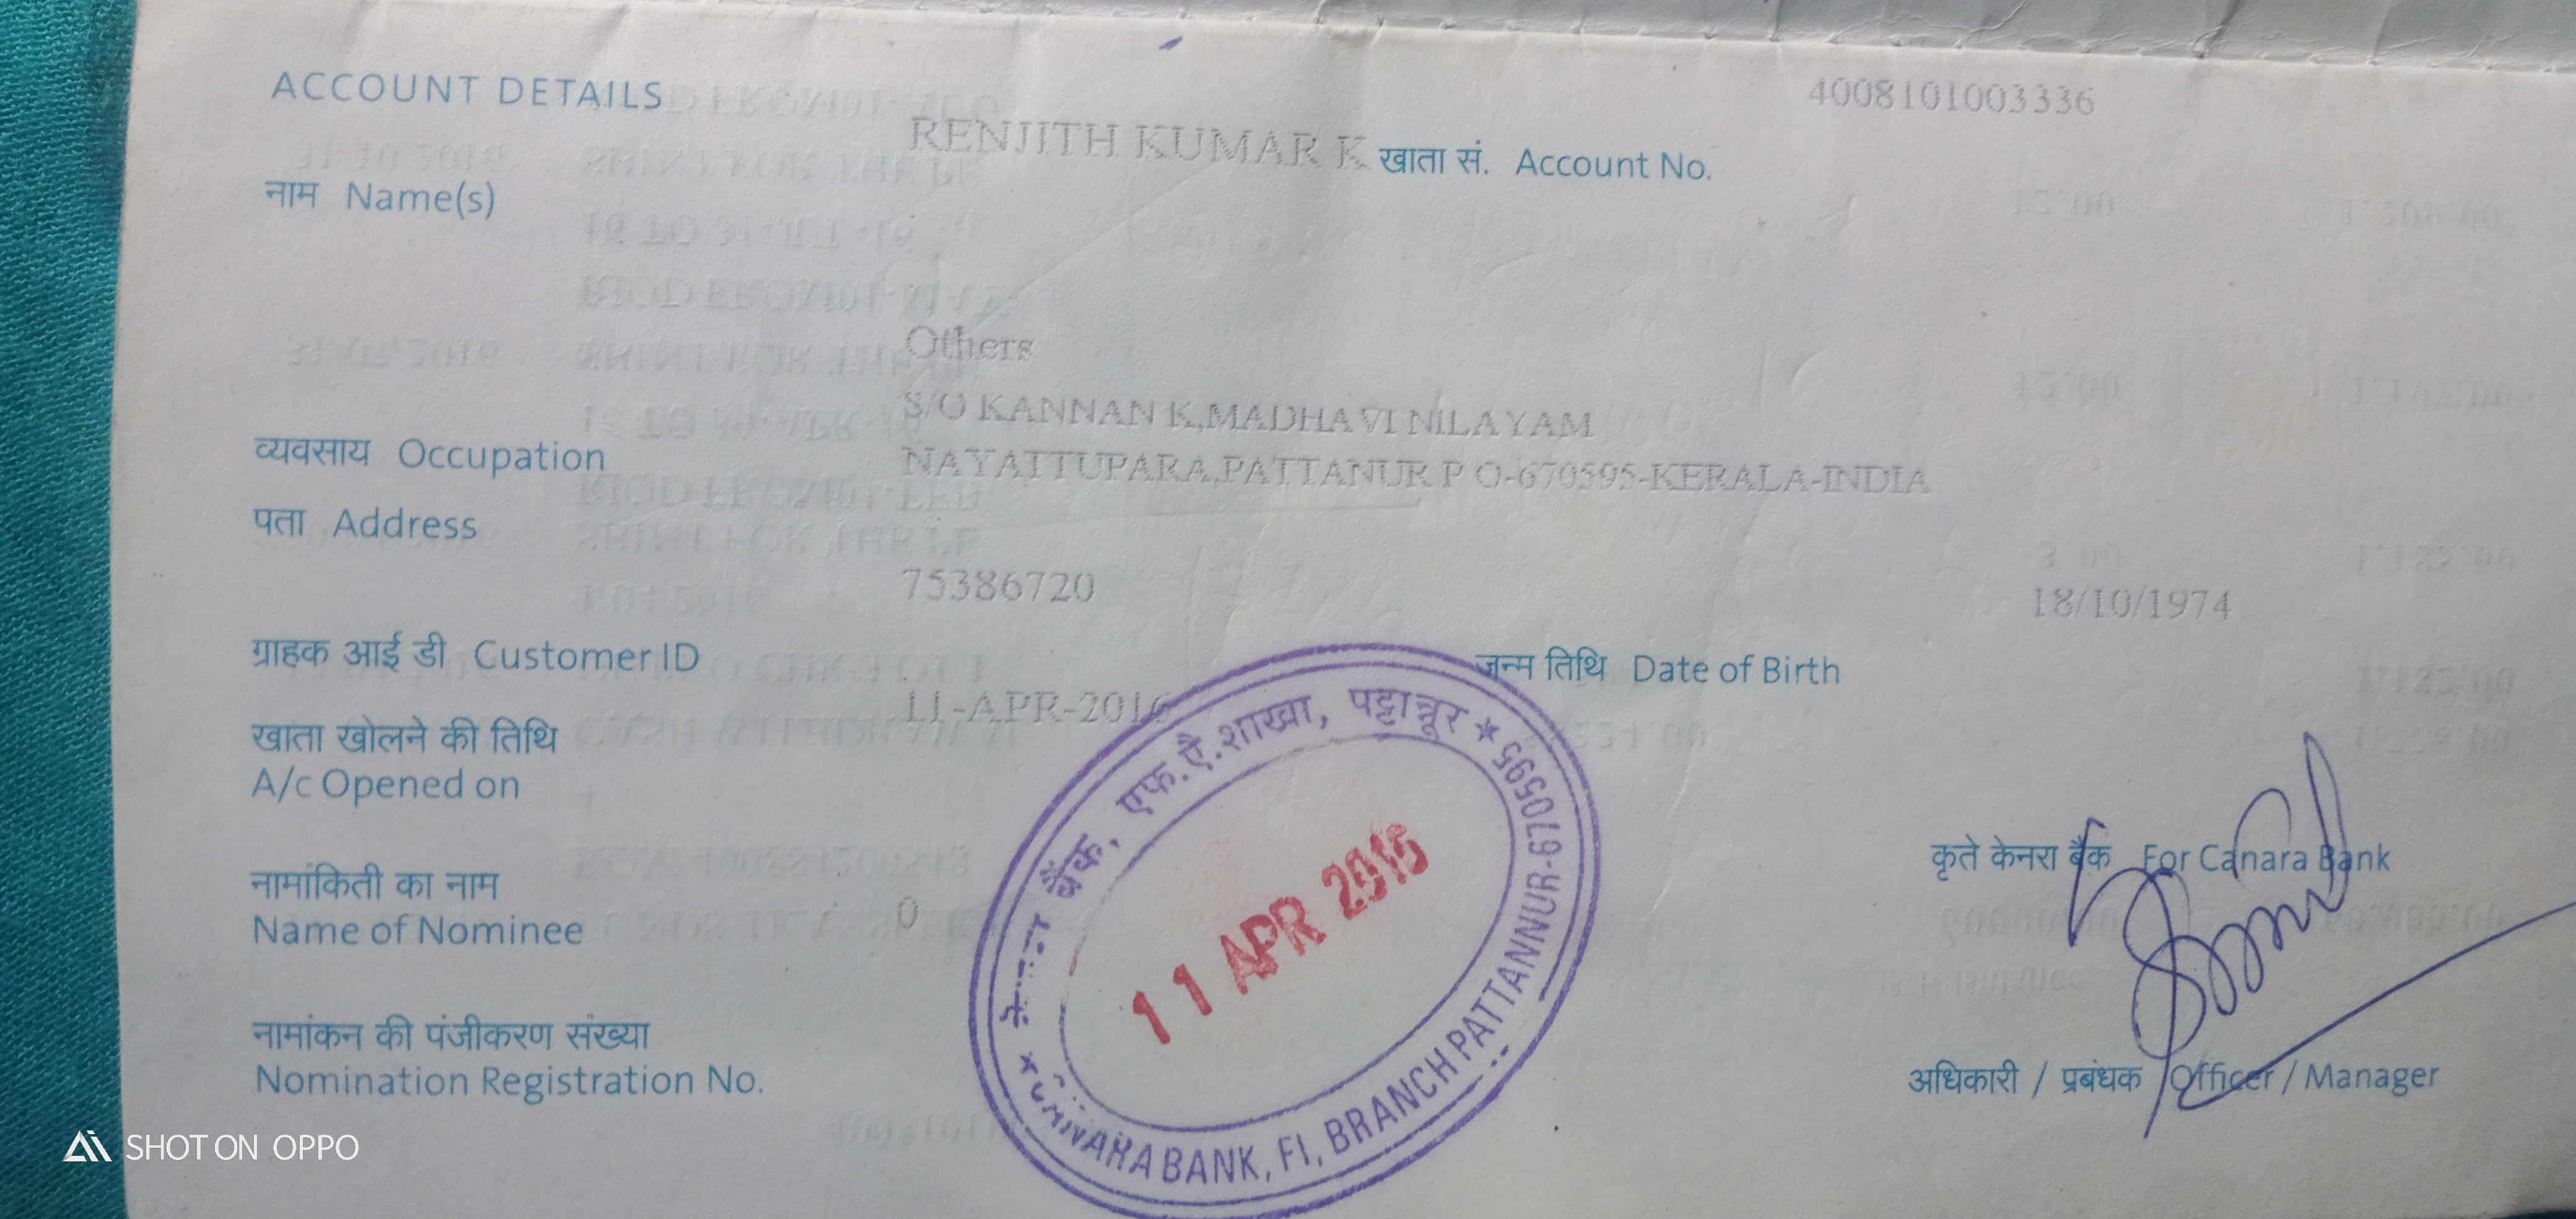 ACCOUNT DETAILS
4008101003336
RENJITH KUMAR K
खाता सं. Account No.
नाम Name(s)
Others
S/O KANNAN K,MADHAVI NILAYAM
व्यवसाय Occupation
NAYATTUPARA,PATTANUR P O-670595-KERALA-INDIA
पता Address
75386720
18/10/1974
ग्राहक आई डी Customer ID
जन्म तिथि Date of Birth
11-APR-2016
खाता खोलने की तिथि
A/c Opened on
बैंक, एफ.ऐ.शाखा, पट्टान्नूर ★
11 APR 2016
BANK, FI, BRANCH PATTANNUR-670595
कृते केनरा बैंक For Canara Bank
नामांकिती का नाम
Name of Nominee
0
नामांकन की पंजीकरण संख्या
Nomination Registration No.
अधिकारी / प्रबंधक / Officer / Manager
SHOT ON OPPO